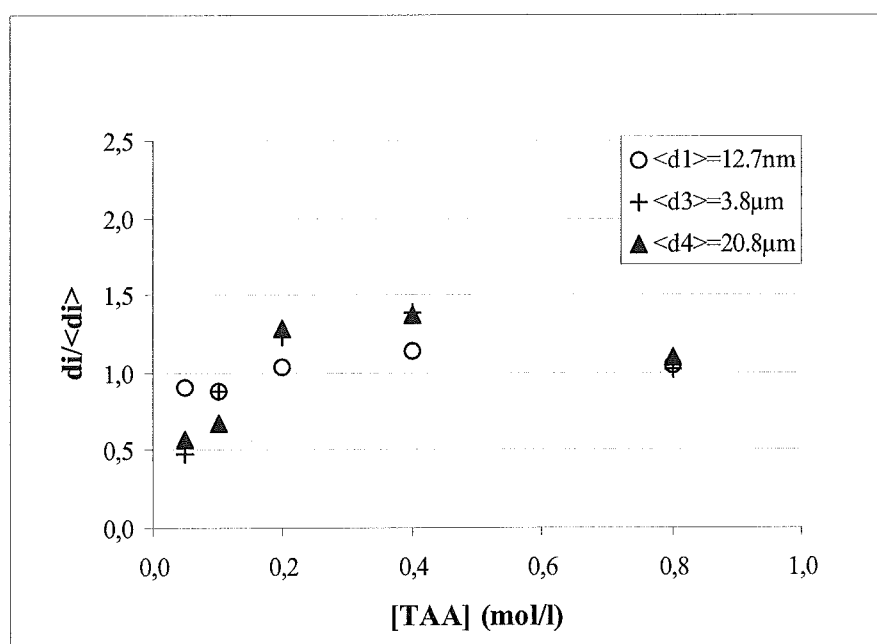 2,5
2,0
1,5
1,0
0,5
0,0
di/<di>
<d1>=12.7nm
<d3>=3.8µm
<d4>=20.8µm
0,0 0,2 0,4 0,6 0,8 1,0
[TAA] (mol/l)